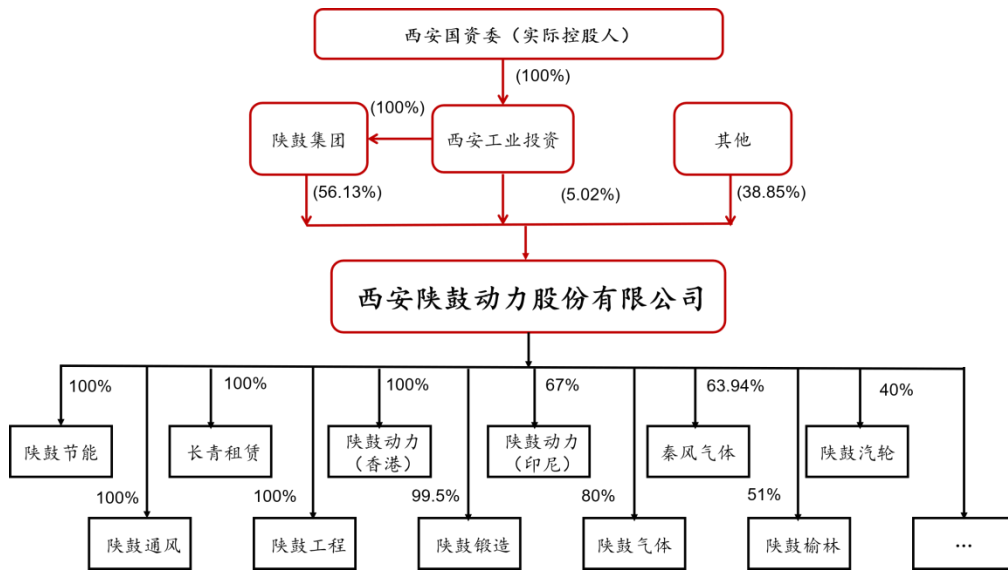 西安国资委（实际控股人）
(100%)
(100%)
陕鼓集团
西安工业投资
其他
(56.13%)
(5.02%)
(38.85%)
西安陕鼓动力股份有限公司
100%
100%
100%
67%
63.94%
40%
陕鼓节能
长青租赁
陕鼓动力
（香港）
陕鼓动力
（印尼）
秦风气体
陕鼓汽轮
100%
100%
99.5%
80%
51%
陕鼓通风
陕鼓工程
陕鼓锻造
陕鼓气体
陕鼓榆林
…